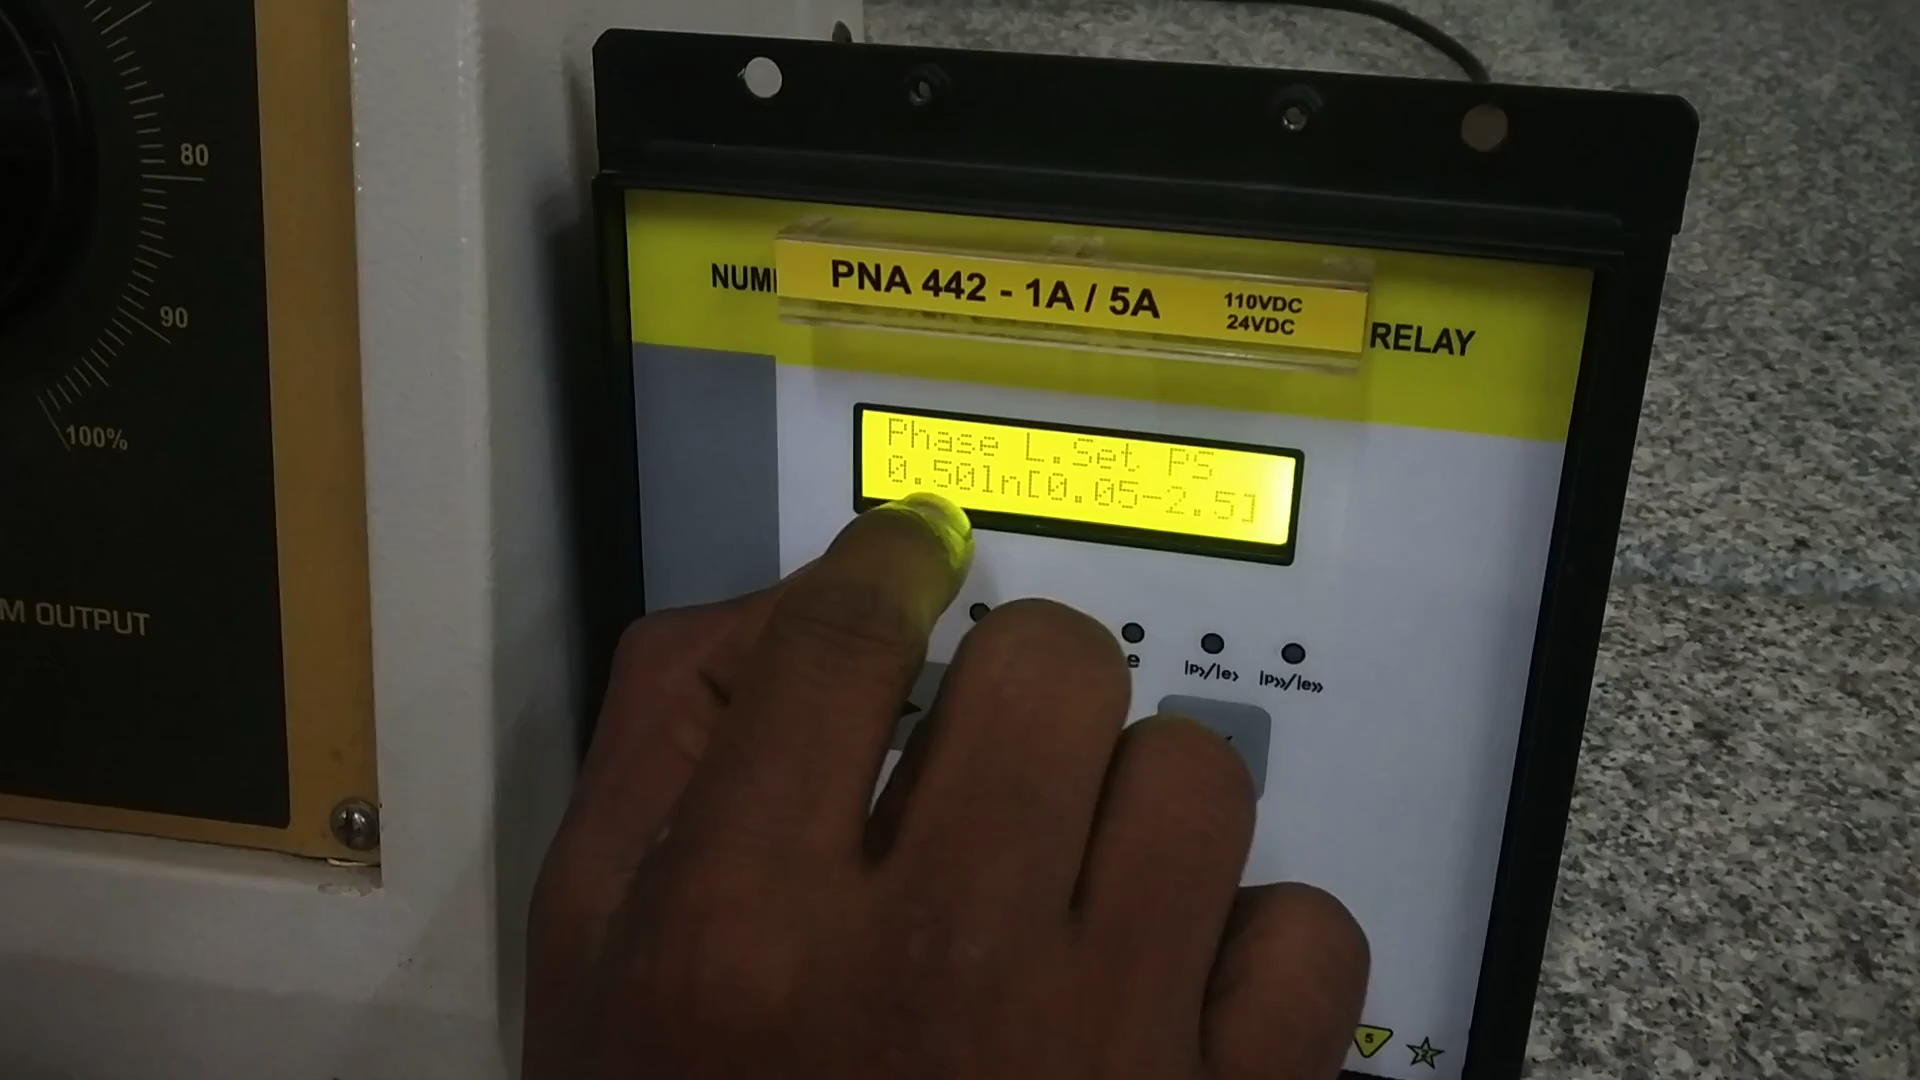 80
90
100%
M OUTPUT
NUM
PNA 442 - 1A / 5A
110VDC
24VDC
RELAY
Phase L.Set PS
0.50In[0.05-2.5]
e
Ip>/Ie>
Ip>>/Ie>>
5